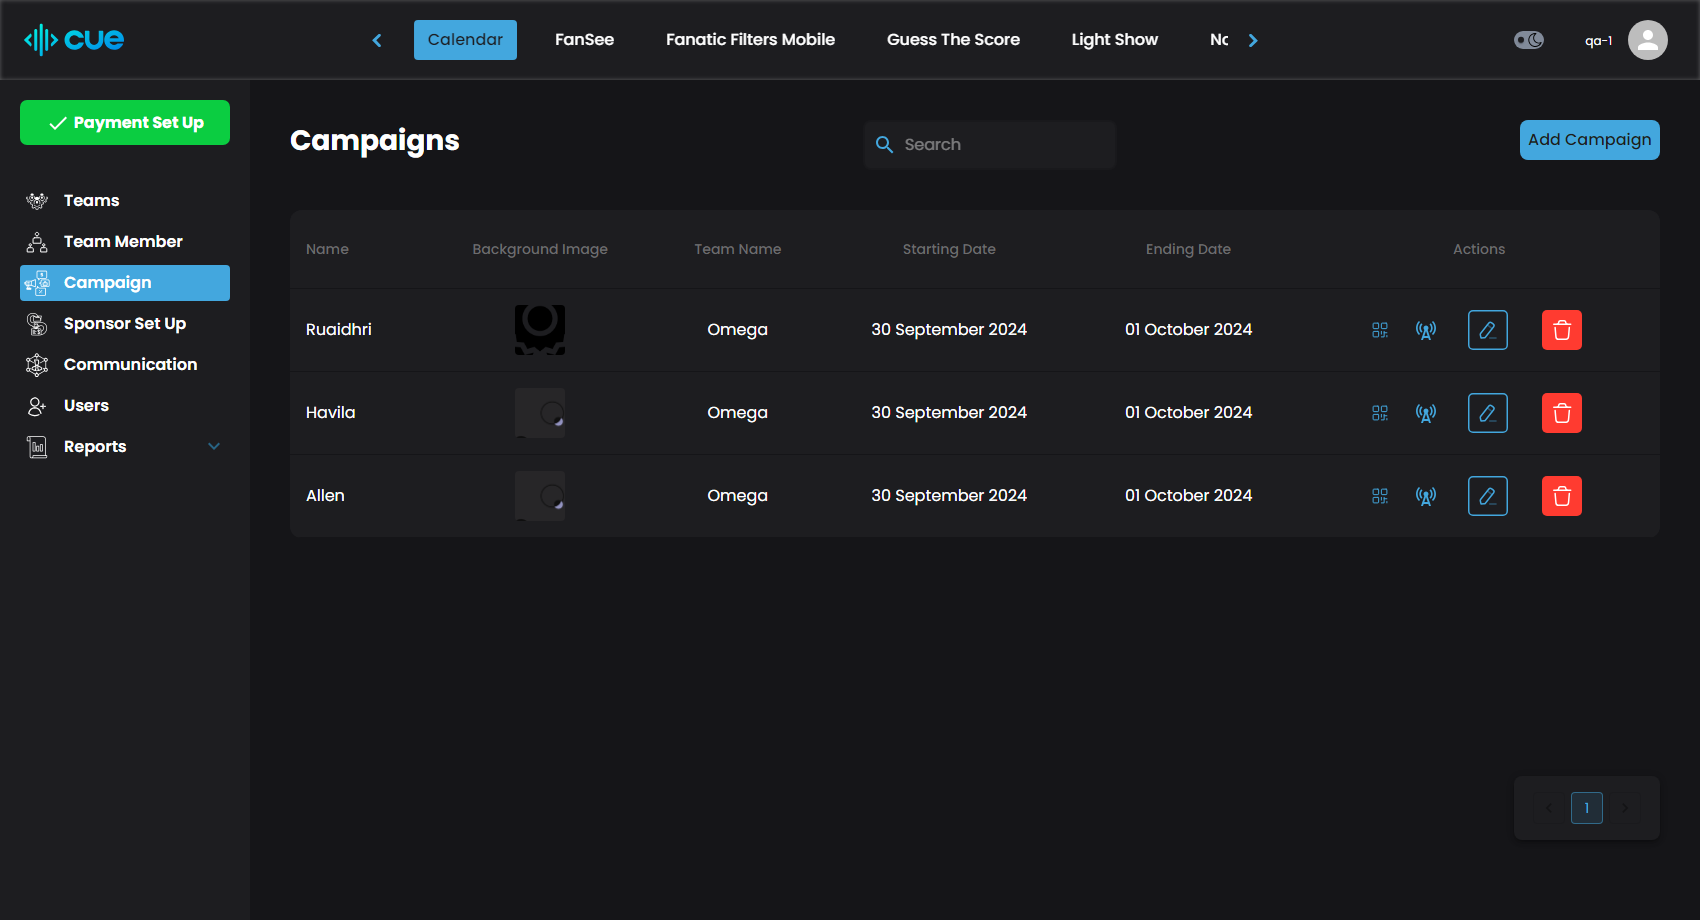 cue
Calendar
FanSee
Fanatic Filters Mobile
Guess The Score
Light Show
qa-1
Payment Set Up
Teams
Team Member
Campaign
Sponsor Set Up
Communication
Users
Reports
Campaigns
Search
Add Campaign
Name Background Image Team Name Starting Date Ending Date Actions
Ruaidhri Omega 30 September 2024 01 October 2024
Havila Omega 30 September 2024 01 October 2024
Allen Omega 30 September 2024 01 October 2024
1